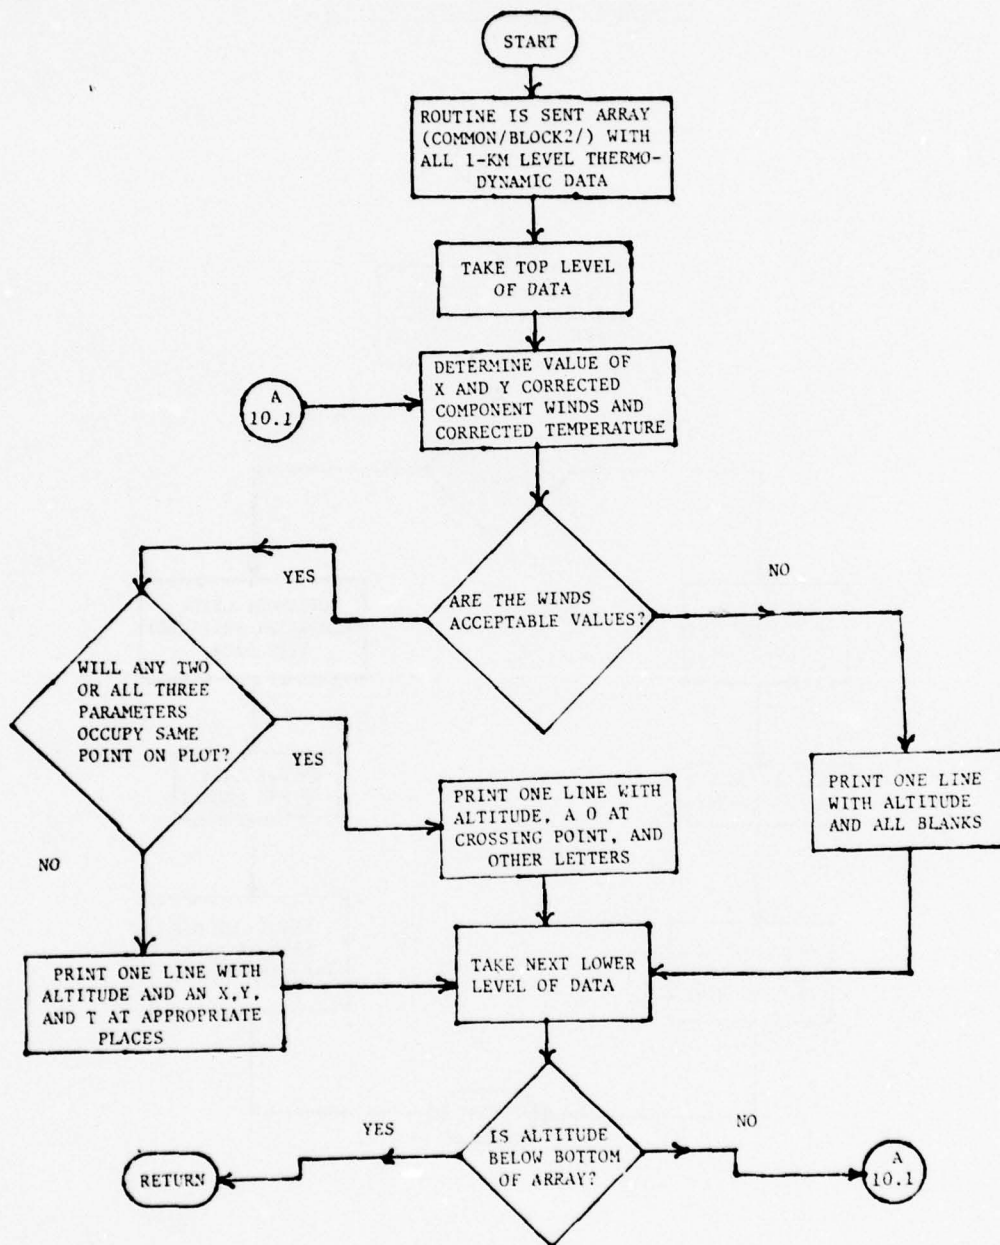 START
ROUTINE IS SENT ARRAY
(COMMON/BLOCK2/) WITH
ALL 1-KM LEVEL THERMO-
DYNAMIC DATA
TAKE TOP LEVEL
OF DATA
DETERMINE VALUE OF
X AND Y CORRECTED
COMPONENT WINDS AND
CORRECTED TEMPERATURE
A
10.1
YES
NO
ARE THE WINDS
ACCEPTABLE VALUES?
WILL ANY TWO
OR ALL THREE
PARAMETERS
OCCUPY SAME
POINT ON PLOT?
YES
NO
PRINT ONE LINE WITH
ALTITUDE, A O AT
CROSSING POINT, AND
OTHER LETTERS
PRINT ONE LINE
WITH ALTITUDE
AND ALL BLANKS
PRINT ONE LINE WITH
ALTITUDE AND AN X,Y,
AND T AT APPROPRIATE
PLACES
TAKE NEXT LOWER
LEVEL OF DATA
IS ALTITUDE
BELOW BOTTOM
OF ARRAY?
YES
NO
RETURN
A
10.1